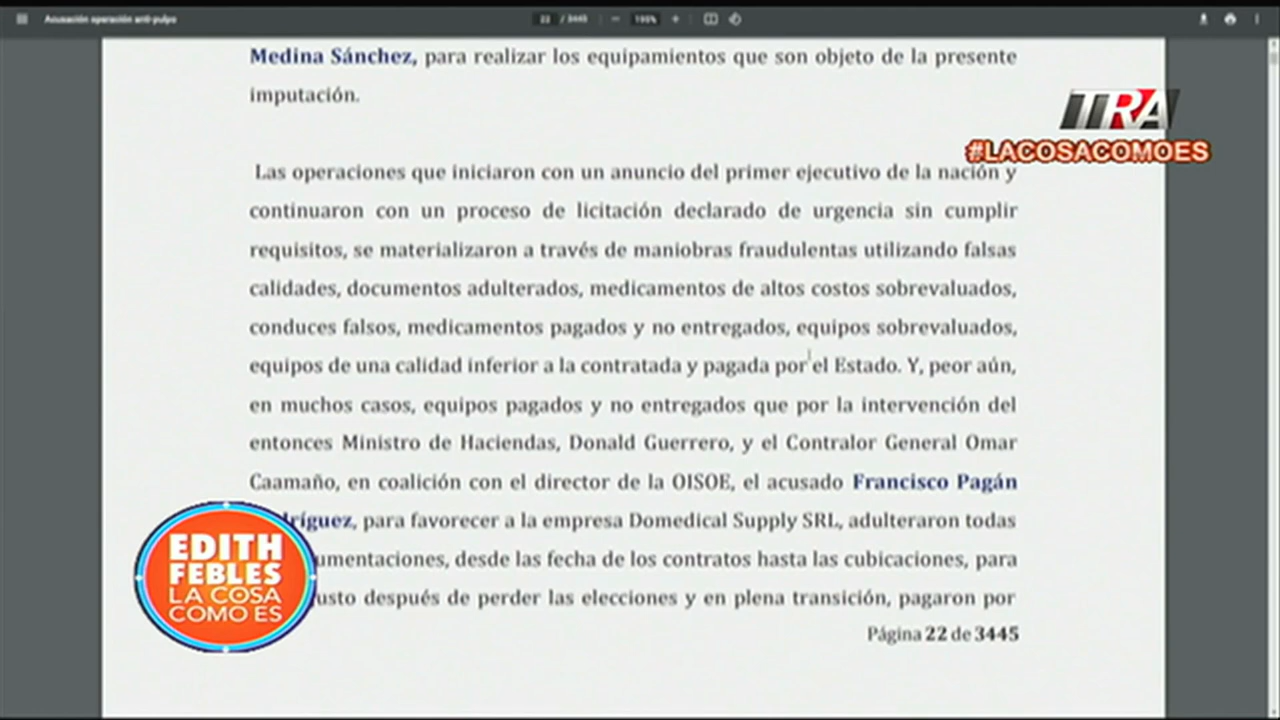 Acusación operación anti-pulpo
22 / 3445
195%
Medina Sánchez, para realizar los equipamientos que son objeto de la presente
imputación.
TRA
#LACOSACOMOES
Las operaciones que iniciaron con un anuncio del primer ejecutivo de la nación y
continuaron con un proceso de licitación declarado de urgencia sin cumplir
requisitos, se materializaron a través de maniobras fraudulentas utilizando falsas
calidades, documentos adulterados, medicamentos de altos costos sobrevaluados,
conduces falsos, medicamentos pagados y no entregados, equipos sobrevaluados,
equipos de una calidad inferior a la contratada y pagada por el Estado. Y, peor aún,
en muchos casos, equipos pagados y no entregados que por la intervención del
entonces Ministro de Haciendas, Donald Guerrero, y el Contralor General Omar
Caamaño, en coalición con el director de la OISOE, el acusado Francisco Pagán
ríguez, para favorecer a la empresa Domedical Supply SRL, adulteraron todas
umentaciones, desde las fecha de los contratos hasta las cubicaciones, para
usto después de perder las elecciones y en plena transición, pagaron por
Página 22 de 3445
EDITH
FEBLES
LA COSA
COMO ES